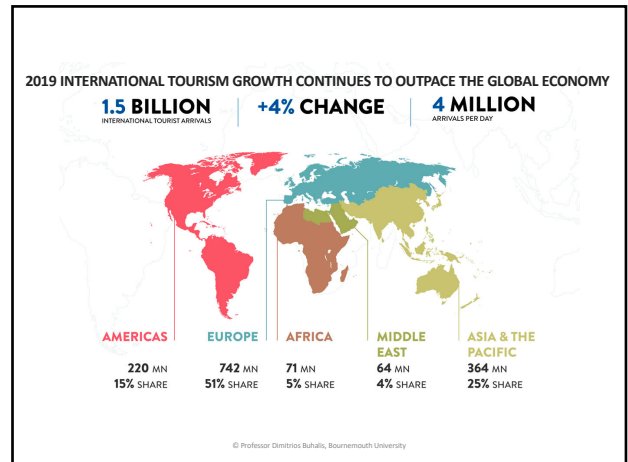 2019 INTERNATIONAL TOURISM GROWTH CONTINUES TO OUTPACE THE GLOBAL ECONOMY
1.5 BILLION
INTERNATIONAL TOURIST ARRIVALS
+4% CHANGE
4 MILLION
ARRIVALS PER DAY
AMERICAS
220 MN
15% SHARE
EUROPE
742 MN
51% SHARE
AFRICA
71 MN
5% SHARE
MIDDLE
EAST
64 MN
4% SHARE
ASIA & THE
PACIFIC
364 MN
25% SHARE
© Professor Dimitrios Buhalis, Bournemouth University